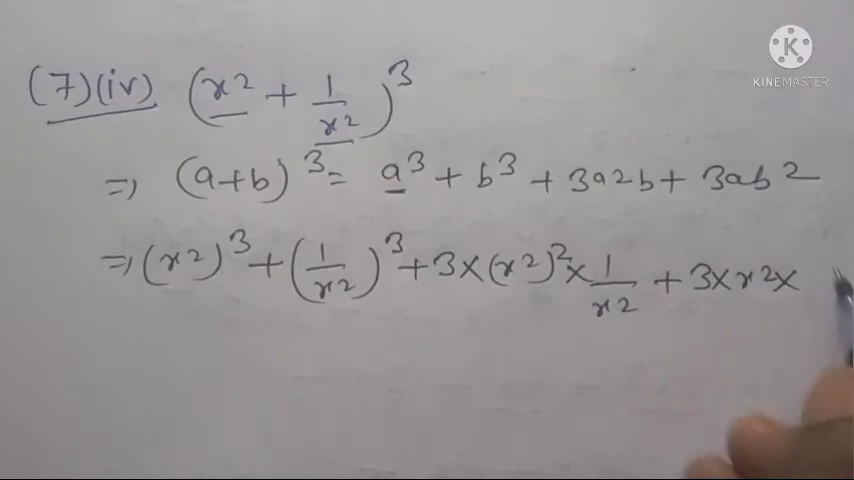 K
KINEMASTER
(7)(iv) (x² + 1/x²)³
⇒ (a+b)³ = a³ + b³ + 3a2b + 3ab²
⇒ (x²)³ + (1/x²)³ + 3×(x²)²× 1/x² + 3×x²×